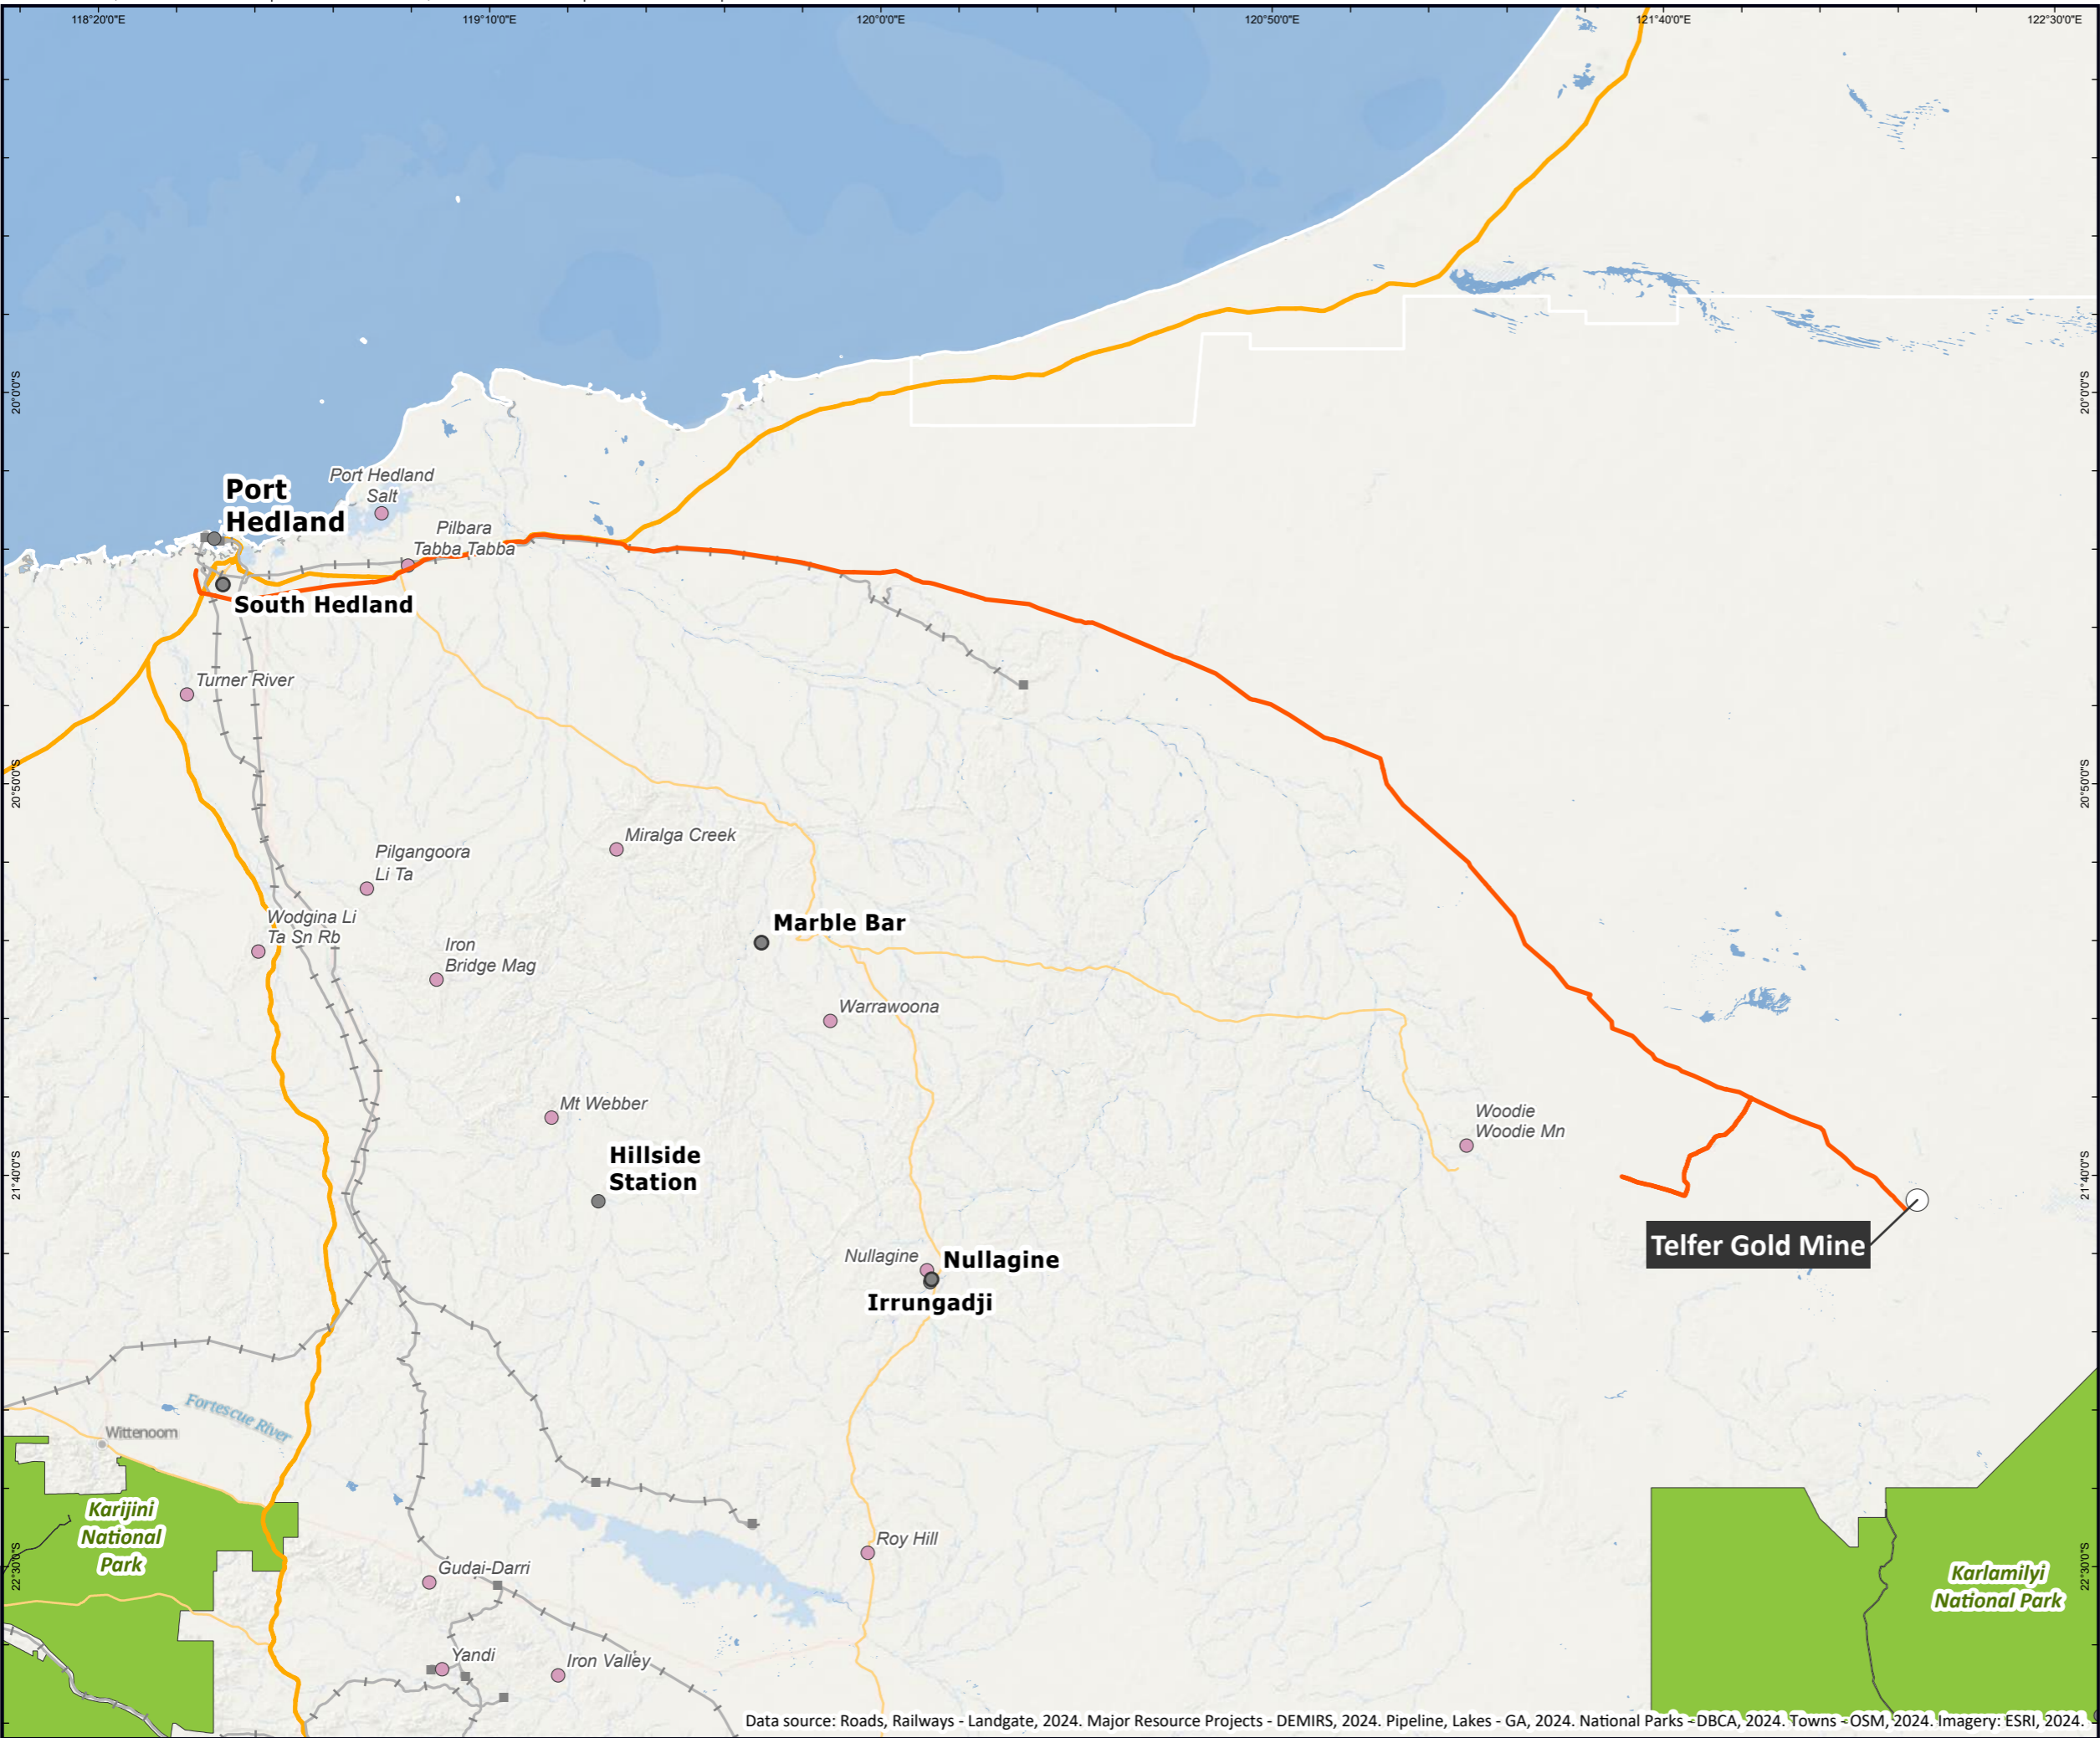 118°20'0"E
119°10'0"E
120°0'0"E
120°50'0"E
121°40'0"E
122°30'0"E
20°0'0"S
20°0'0"S
Port Hedland
Salt
Port
Hedland
Pilbara
Tabba Tabba
South Hedland
Turner River
20°50'0"S
20°50'0"S
Miralga Creek
Pilgangoora
Li Ta
Wodgina Li
Ta Sn Rb
Marble Bar
Iron
Bridge Mag
Warrawoona
Mt Webber
Woodie
Woodie Mn
Hillside
Station
21°40'0"S
21°40'0"S
Telfer Gold Mine
Nullagine
Nullagine
Irrungadji
Fortescue River
Wittenoom
Karijini
National
Park
Roy Hill
Gudai-Darri
22°30'0"S
22°30'0"S
Karlamilyi
National Park
Yandi
Iron Valley
Data source: Roads, Railways - Landgate, 2024. Major Resource Projects - DEMIRS, 2024. Pipeline, Lakes - GA, 2024. National Parks - DBCA, 2024. Towns - OSM, 2024. Imagery: ESRI, 2024.